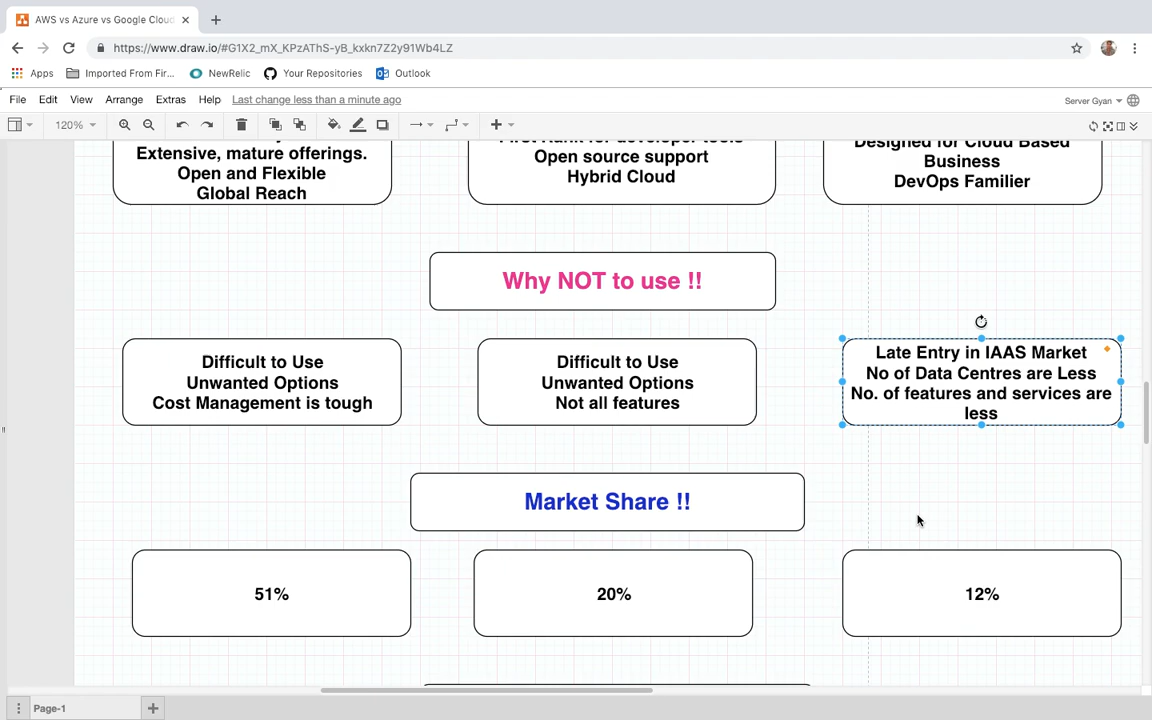 AWS vs Azure vs Google Cloud
https://www.draw.io/#G1X2_mX_KPzAThS-yB_kxkn7Z2y91Wb4LZ
Apps Imported From Fir... NewRelic Your Repositories Outlook
File Edit View Arrange Extras Help Last change less than a minute ago Server Gyan
120%
Extensive, mature offerings.
Open and Flexible
Global Reach
First Rank for developer tools
Open source support
Hybrid Cloud
Designed for Cloud Based
Business
DevOps Familier
Why NOT to use !!
Difficult to Use
Unwanted Options
Cost Management is tough
Difficult to Use
Unwanted Options
Not all features
Late Entry in IAAS Market
No of Data Centres are Less
No. of features and services are
less
Market Share !!
51%
20%
12%
Page-1